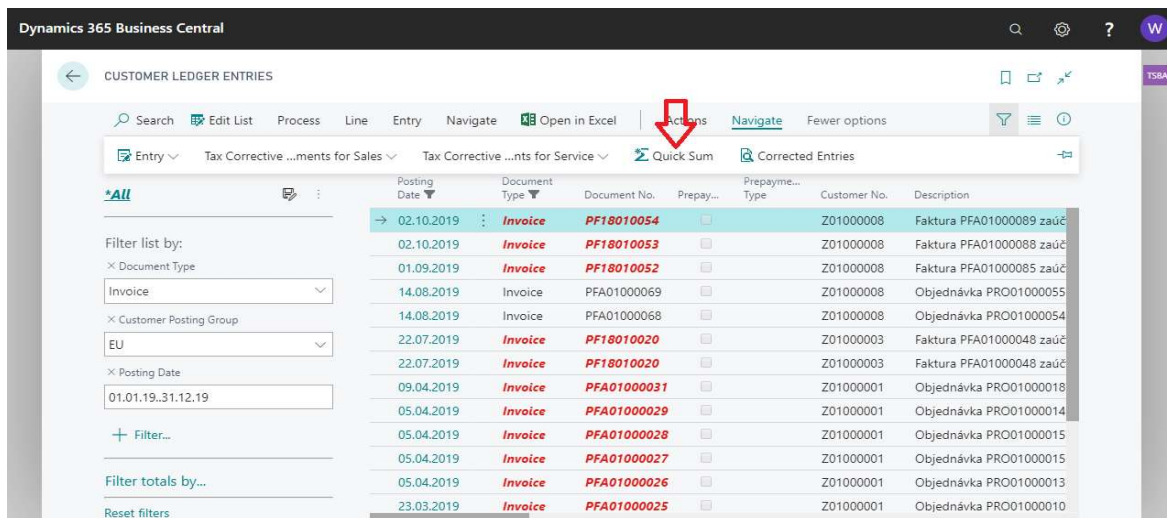 Dynamics 365 Business Central
?
W
CUSTOMER LEDGER ENTRIES
TSBA
Search Edit List Process Line Entry Navigate Open in Excel Actions Navigate Fewer options
Entry Tax Corrective ...ments for Sales Tax Corrective ...nts for Service Quick Sum Corrected Entries
*All
Filter list by:
× Document Type
Invoice
× Customer Posting Group
EU
× Posting Date
01.01.19..31.12.19
+ Filter...
Filter totals by...
Reset filters
Posting Date Document Type Document No. Prepay... Prepayme... Type Customer No. Description
→ 02.10.2019 Invoice PF18010054 Z01000008 Faktura PFA01000089 zaúč
02.10.2019 Invoice PF18010053 Z01000008 Faktura PFA01000088 zaúč
01.09.2019 Invoice PF18010052 Z01000008 Faktura PFA01000085 zaúč
14.08.2019 Invoice PFA01000069 Z01000008 Objednávka PRO01000055
14.08.2019 Invoice PFA01000068 Z01000008 Objednávka PRO01000054
22.07.2019 Invoice PF18010020 Z01000003 Faktura PFA01000048 zaúč
22.07.2019 Invoice PF18010020 Z01000003 Faktura PFA01000048 zaúč
09.04.2019 Invoice PFA01000031 Z01000001 Objednávka PRO01000018
05.04.2019 Invoice PFA01000029 Z01000001 Objednávka PRO01000014
05.04.2019 Invoice PFA01000028 Z01000001 Objednávka PRO01000015
05.04.2019 Invoice PFA01000027 Z01000001 Objednávka PRO01000015
05.04.2019 Invoice PFA01000026 Z01000001 Objednávka PRO01000013
23.03.2019 Invoice PFA01000025 Z01000001 Objednávka PRO01000010